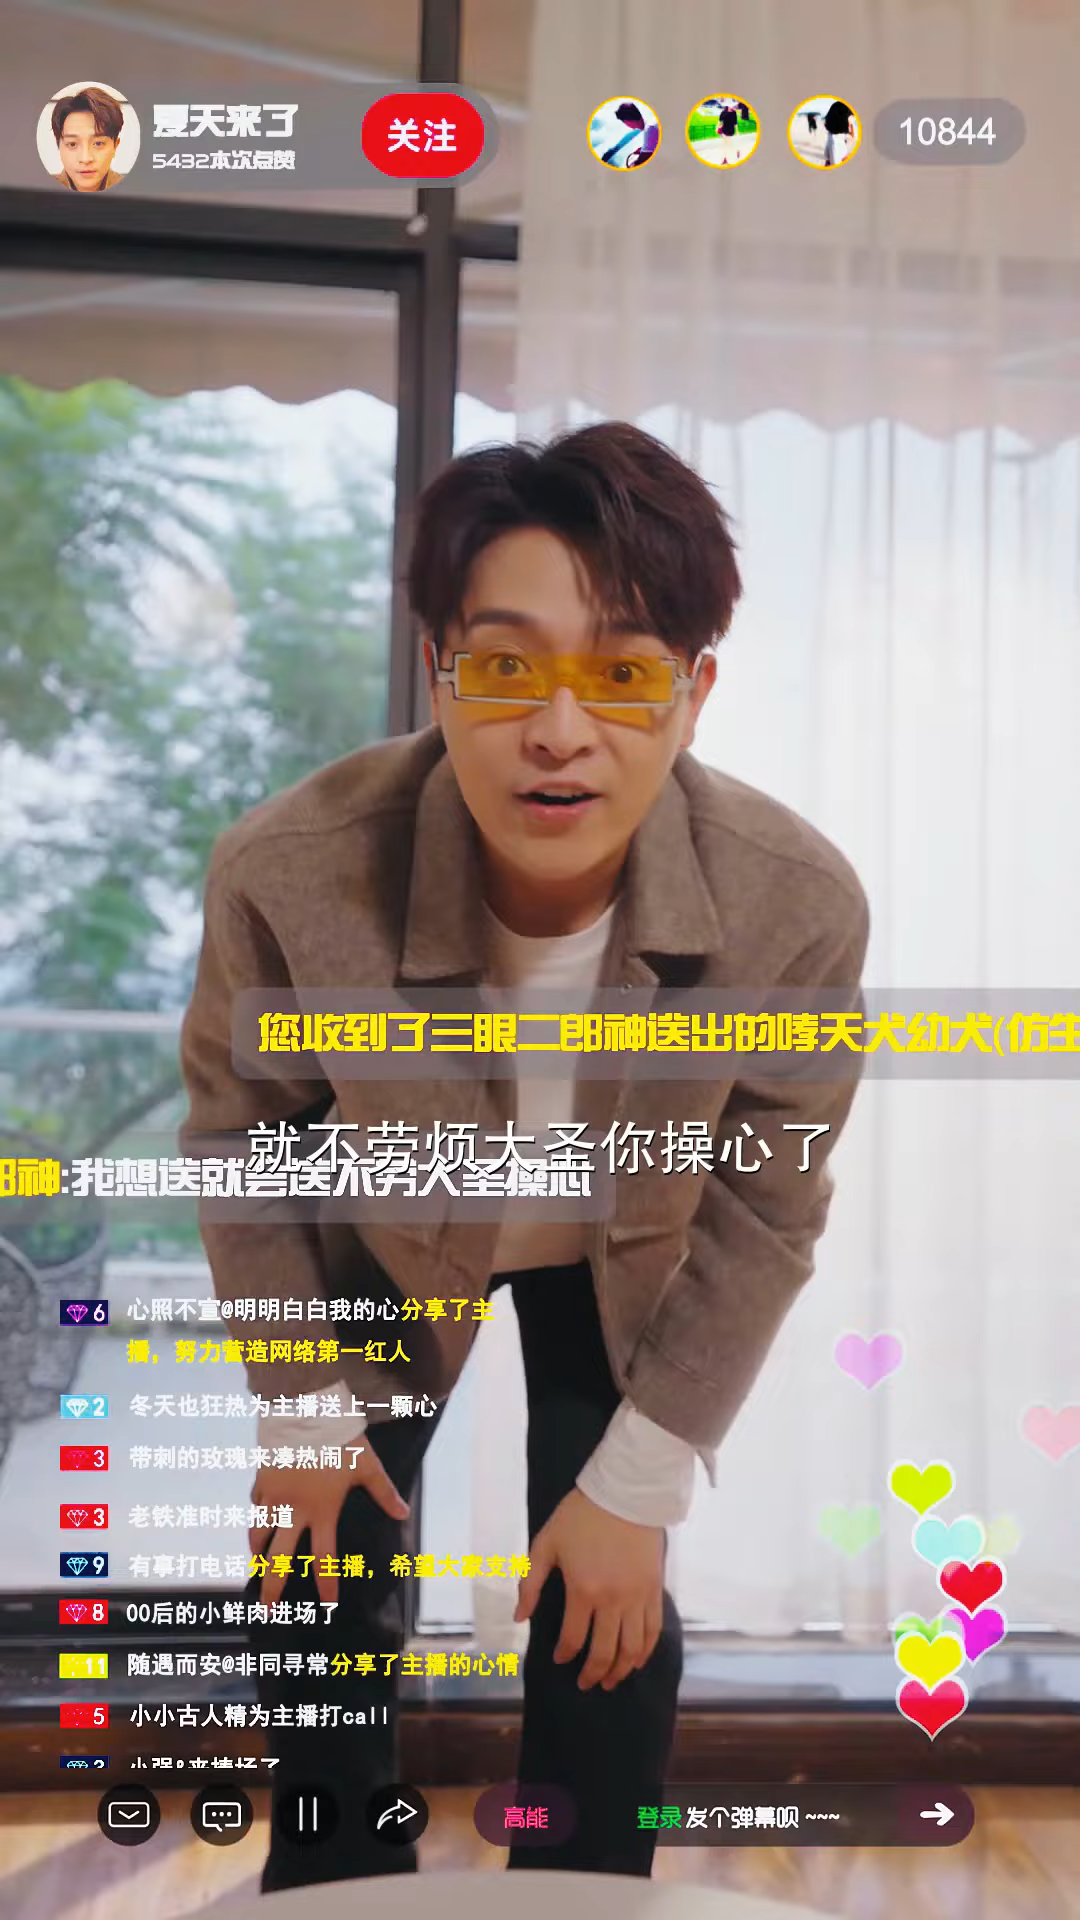 夏天来了
5432本次点赞
关注
10844
您收到了三眼二郎神送出的哮天犬幼犬(仿生
就不劳烦大圣你操心了
郎神:我想送就会送不劳大圣操心
6 心照不宣@明明白白我的心分享了主
播，努力营造网络第一红人
2 冬天也狂热为主播送上一颗心
3 带刺的玫瑰来凑热闹了
3 老铁准时来报道
9 有事打电话分享了主播，希望大家支持
8 00后的小鲜肉进场了
11 随遇而安@非同寻常分享了主播的心情
5 小小古人精为主播打call
高能
登录发个弹幕呗 ~~~